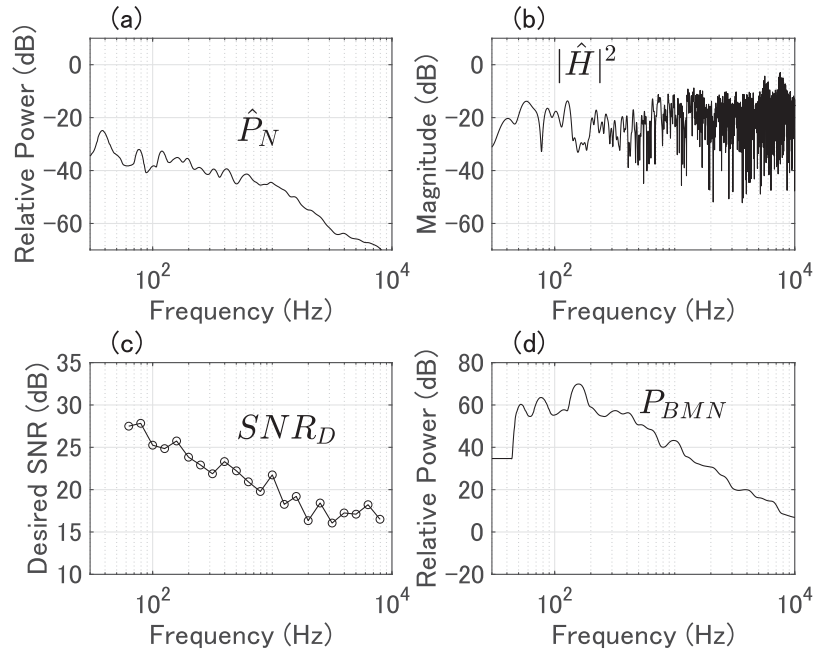 (a)
Relative Power (dB)
0
−20
−40
−60
P̂_N
10²
10⁴
Frequency (Hz)
(b)
Magnitude (dB)
0
−20
−40
−60
|Ĥ|²
10²
10⁴
Frequency (Hz)
(c)
Desired SNR (dB)
35
30
25
20
15
10
SNR_D
10²
10⁴
Frequency (Hz)
(d)
Relative Power (dB)
80
60
40
20
0
−20
P_BMN
10²
10⁴
Frequency (Hz)